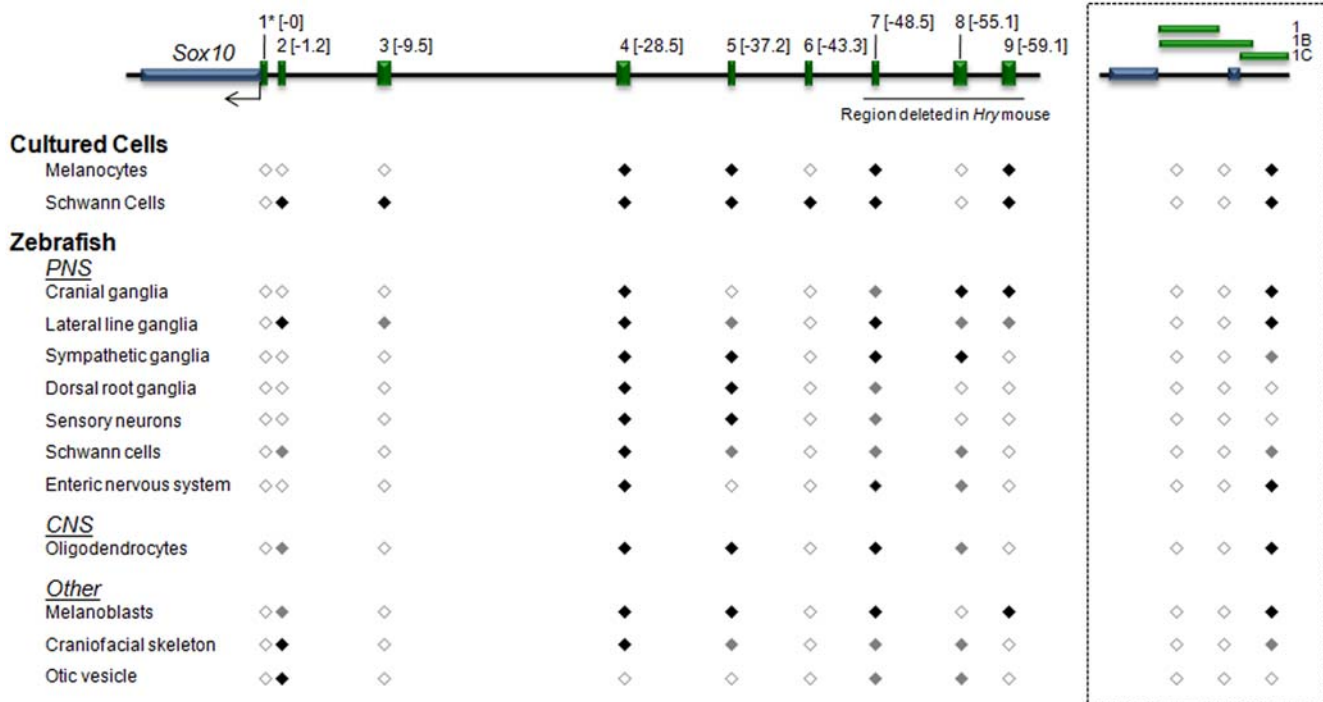 1* [-0]
7 [-48.5] 8 [-55.1]
Sox10 2 [-1.2] 3 [-9.5] 4 [-28.5] 5 [-37.2] 6 [-43.3] 9 [-59.1]
1
1B
1C
Region deleted in Hry mouse
Cultured Cells
Melanocytes
Schwann Cells
Zebrafish
PNS
Cranial ganglia
Lateral line ganglia
Sympathetic ganglia
Dorsal root ganglia
Sensory neurons
Schwann cells
Enteric nervous system
CNS
Oligodendrocytes
Other
Melanoblasts
Craniofacial skeleton
Otic vesicle